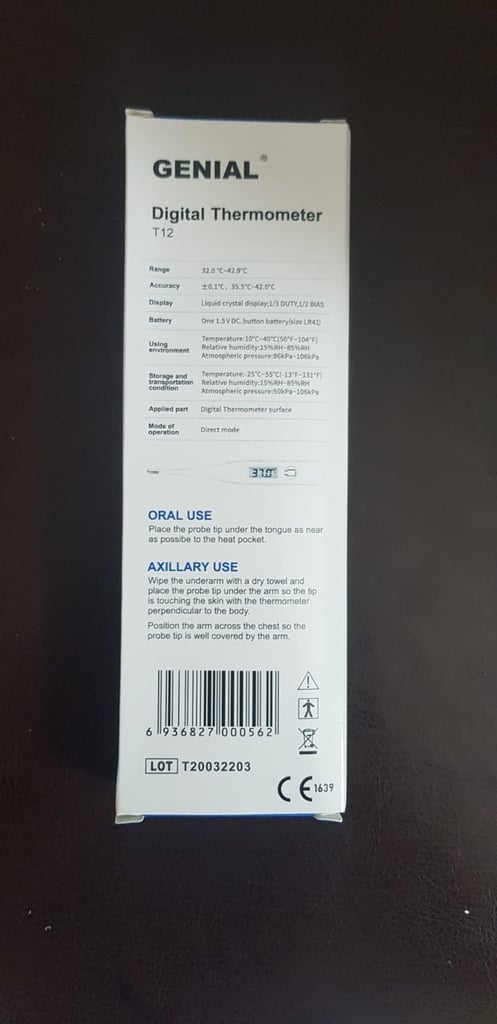 GENIAL®
Digital Thermometer
T12
Range 32.0 °C~42.9°C
Accuracy ±0.1°C, 35.5°C~42.0°C
Display Liquid crystal display;1/3 DUTY,1/2 BIAS
Battery One 1.5V DC. button battery(size LR41)
Using environment Temperature:10°C~40°C(50°F~104°F)
Relative humidity:15%RH~85%RH
Atmospheric pressure:86kPa~106kPa
Storage and transportation condition Temperature:-25°C~55°C(-13°F~131°F)
Relative humidity:15%RH~85%RH
Atmospheric pressure:50kPa~106kPa
Applied part Digital Thermometer surface
Mode of operation Direct mode
37.0°C
ORAL USE
Place the probe tip under the tongue as near
as possibe to the heat pocket.
AXILLARY USE
Wipe the underarm with a dry towel and
place the probe tip under the arm so the tip
is touching the skin with the thermometer
perpendicular to the body.
Position the arm across the chest so the
probe tip is well covered by the arm.
6 936827 000562
LOT T20032203
CE 1639